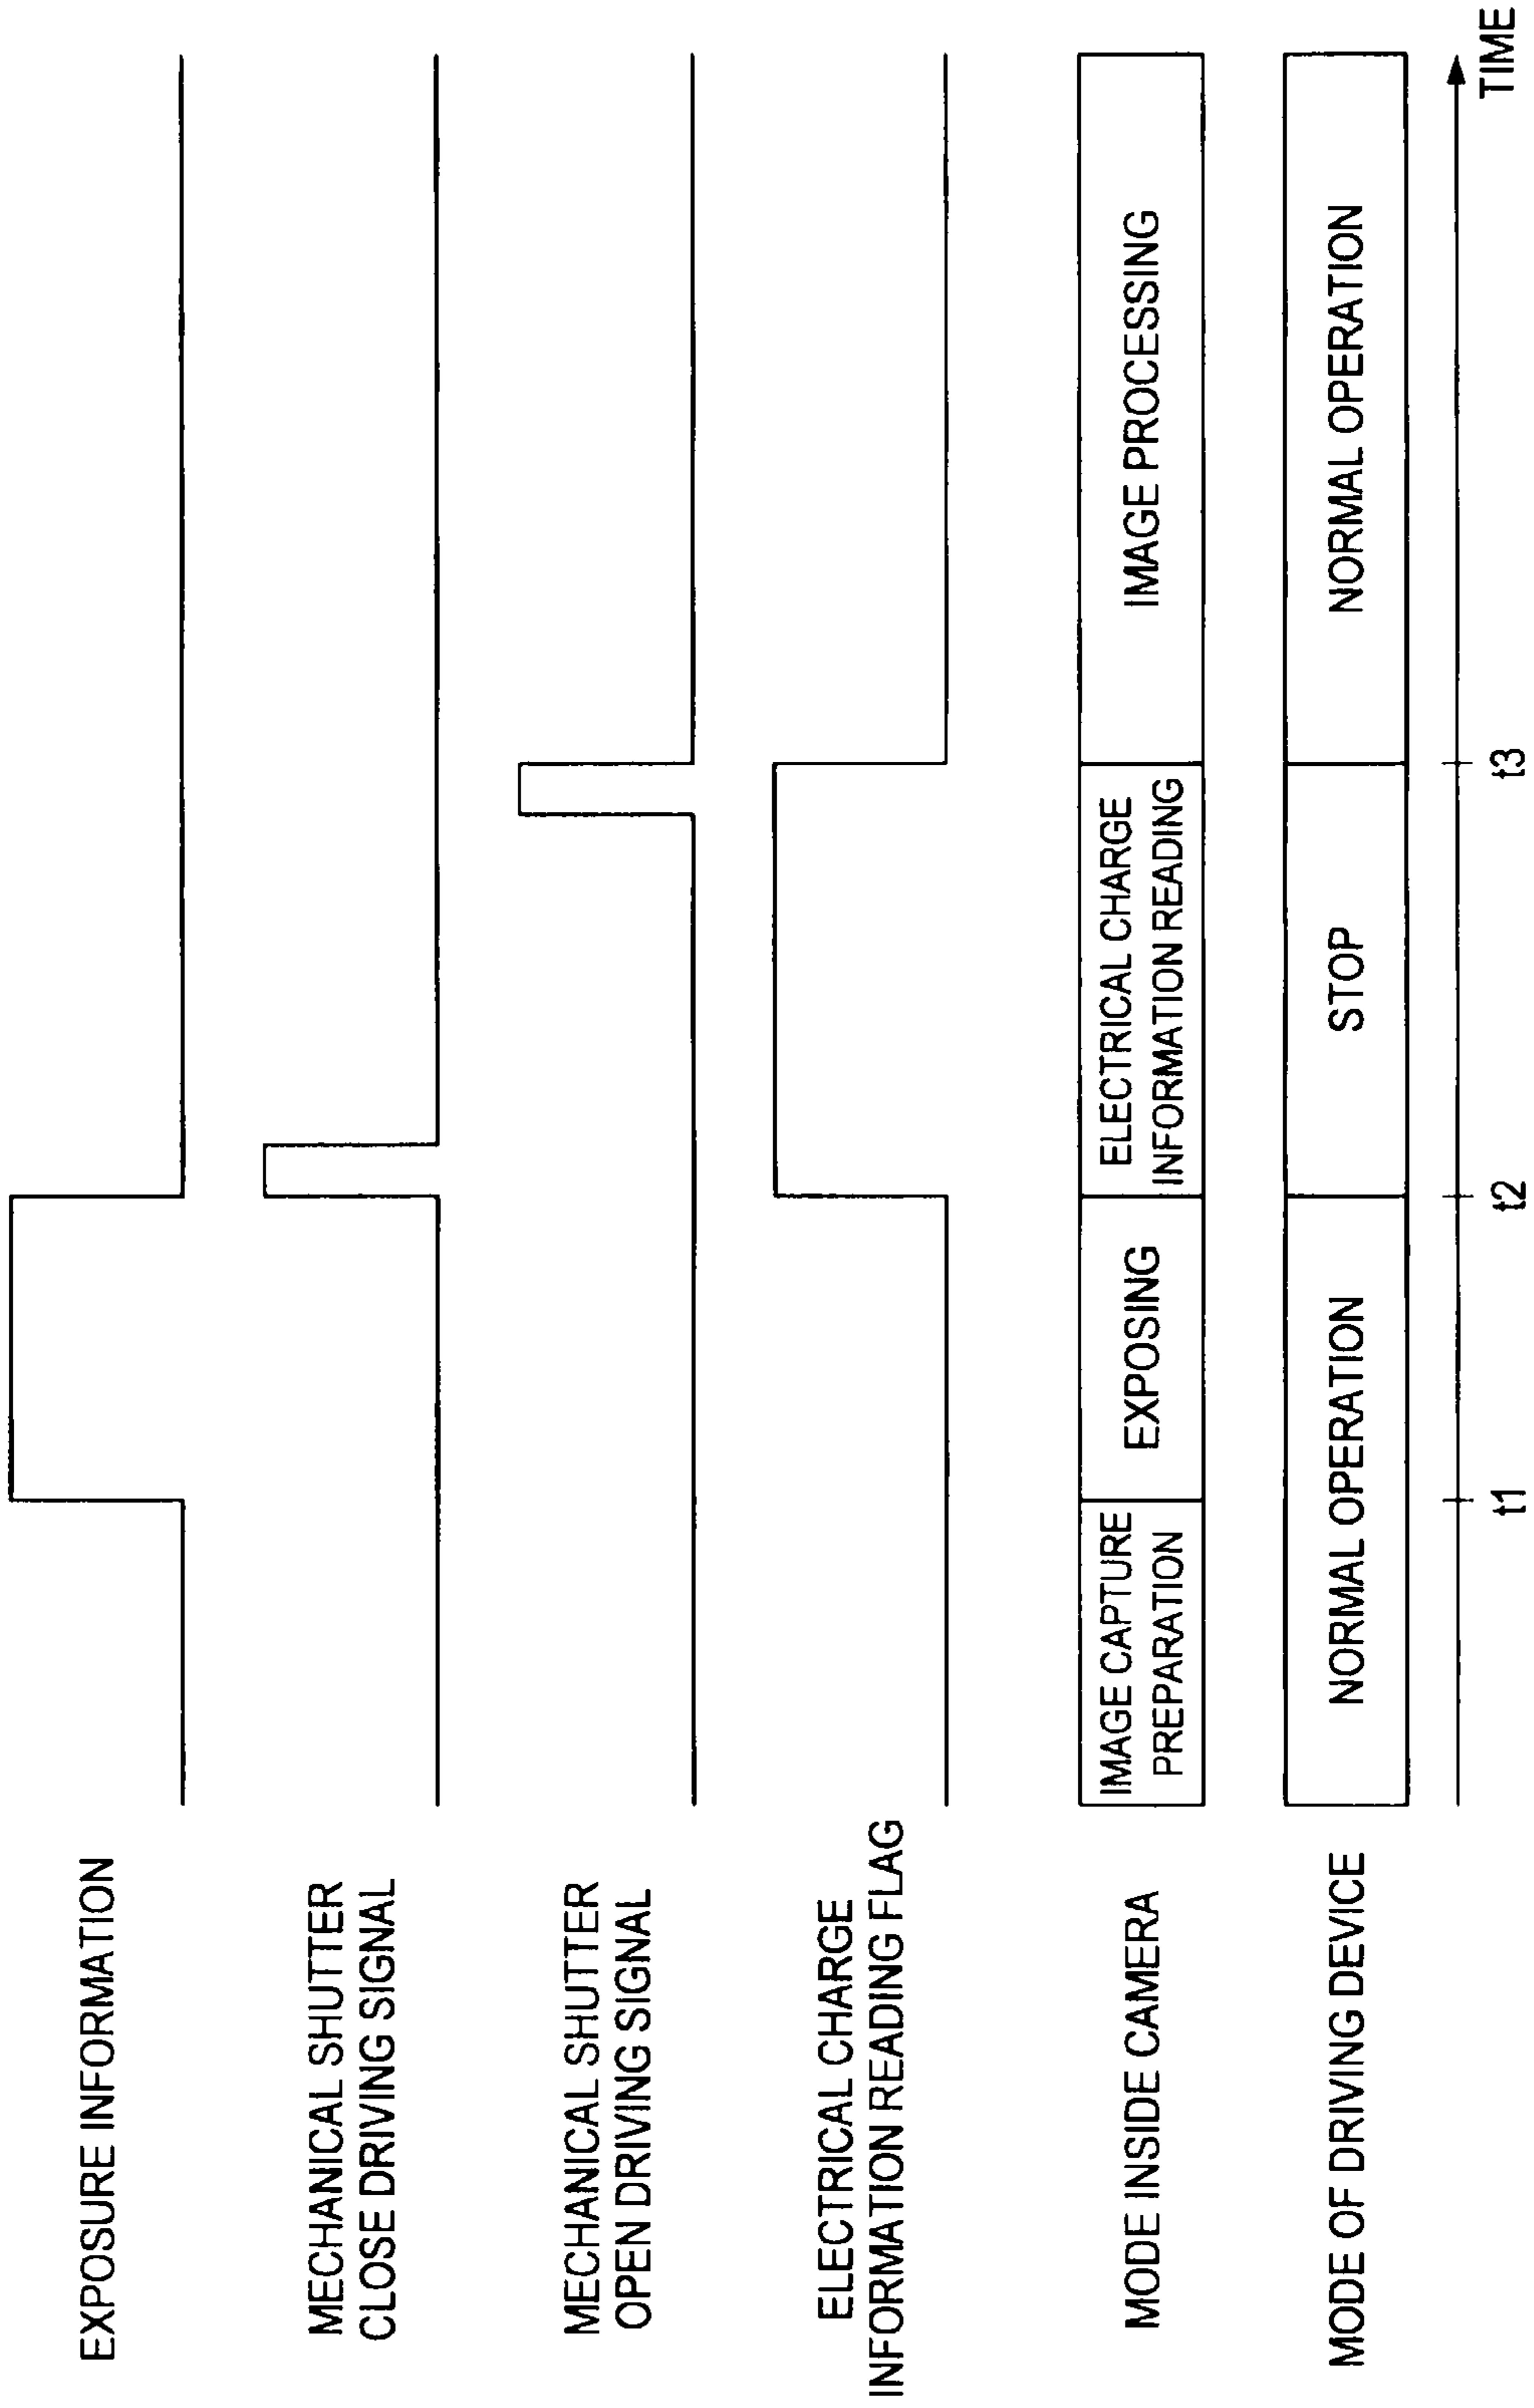 EXPOSURE INFORMATION
MECHANICAL SHUTTER
CLOSE DRIVING SIGNAL
MECHANICAL SHUTTER
OPEN DRIVING SIGNAL
ELECTRICAL CHARGE
INFORMATION READING FLAG
MODE INSIDE CAMERA
IMAGE CAPTURE
PREPARATION
EXPOSING
ELECTRICAL CHARGE
INFORMATION READING
IMAGE PROCESSING
MODE OF DRIVING DEVICE
NORMAL OPERATION
STOP
NORMAL OPERATION
t1
t2
t3
TIME